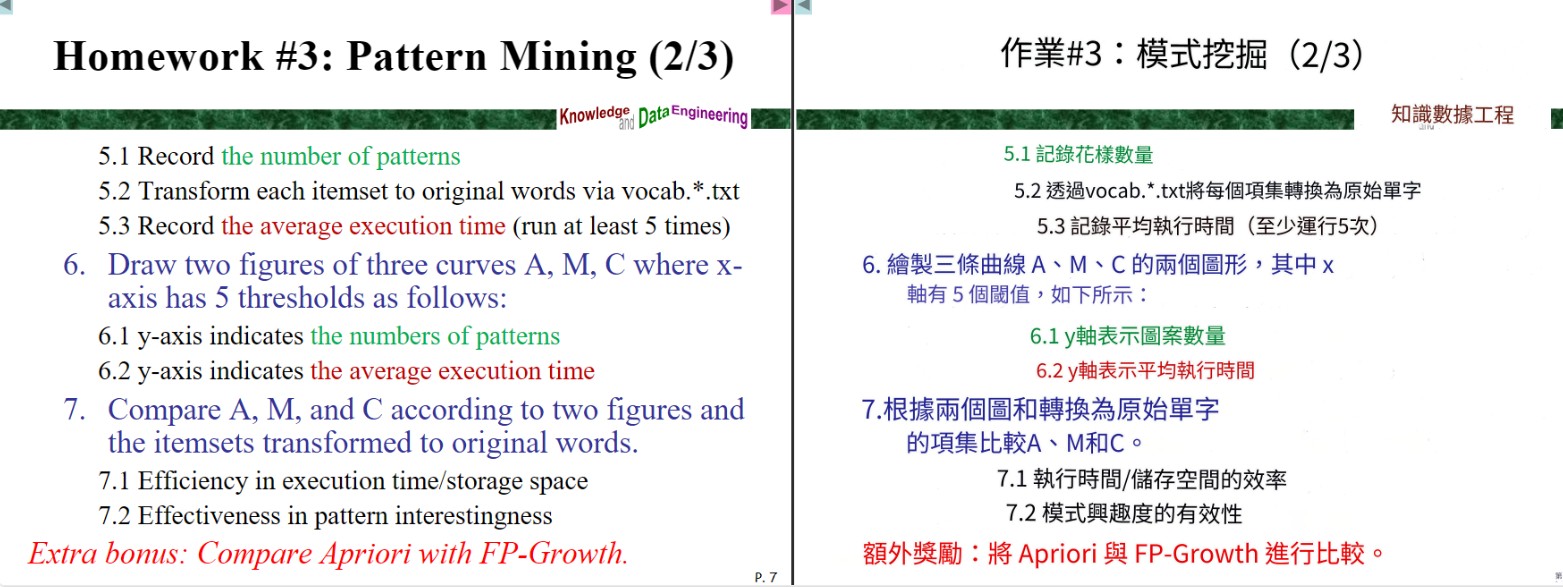 Homework #3: Pattern Mining (2/3)
Knowledge and Data Engineering
5.1 Record the number of patterns
5.2 Transform each itemset to original words via vocab.*.txt
5.3 Record the average execution time (run at least 5 times)
6. Draw two figures of three curves A, M, C where x-
axis has 5 thresholds as follows:
6.1 y-axis indicates the numbers of patterns
6.2 y-axis indicates the average execution time
7. Compare A, M, and C according to two figures and
the itemsets transformed to original words.
7.1 Efficiency in execution time/storage space
7.2 Effectiveness in pattern interestingness
Extra bonus: Compare Apriori with FP-Growth.
P. 7
作業#3：模式挖掘（2/3）
知識數據工程
5.1 記錄花樣數量
5.2 透過vocab.*.txt將每個項集轉換為原始單字
5.3 記錄平均執行時間（至少運行5次）
6. 繪製三條曲線 A、M、C 的兩個圖形，其中 x
軸有 5 個閾值，如下所示：
6.1 y軸表示圖案數量
6.2 y軸表示平均執行時間
7.根據兩個圖和轉換為原始單字
的項集比較A、M和C。
7.1 執行時間/儲存空間的效率
7.2 模式興趣度的有效性
額外獎勵：將 Apriori 與 FP-Growth 進行比較。